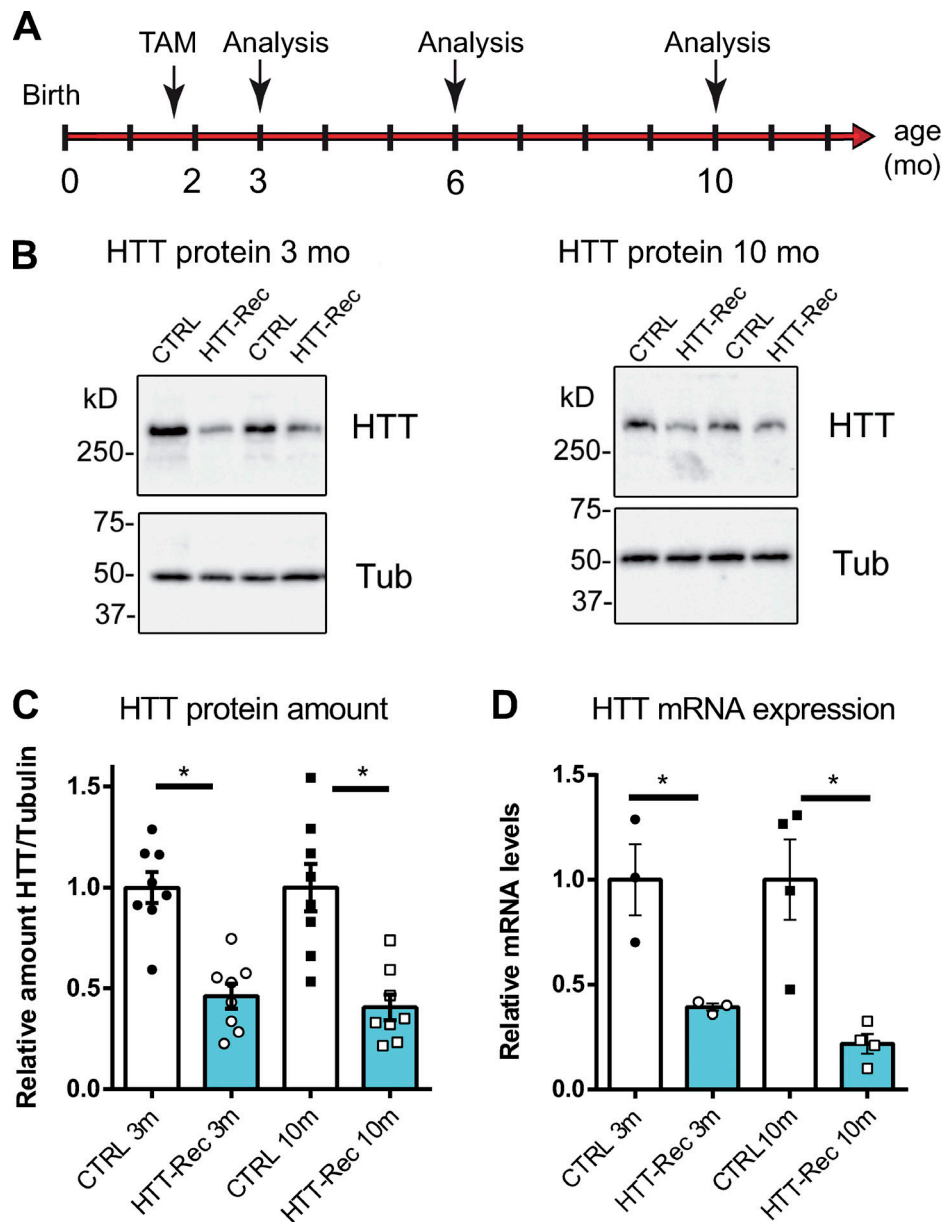 A
TAM Analysis Analysis Analysis
Birth
age
(mo)
0 2 3 6 10
B
HTT protein 3 mo
CTRL HTT-Rec CTRL HTT-Rec
kD
HTT
250-
75-
50-
Tub
37-
HTT protein 10 mo
CTRL HTT-Rec CTRL HTT-Rec
kD
HTT
250-
75-
50-
Tub
37-
C
HTT protein amount
Relative amount HTT/Tubulin
* *
1.5
1.0
0.5
0.0
CTRL 3m HTT-Rec 3m CTRL 10m HTT-Rec 10m
D
HTT mRNA expression
Relative mRNA levels
* *
1.5
1.0
0.5
0.0
CTRL 3m HTT-Rec 3m CTRL 10m HTT-Rec 10m